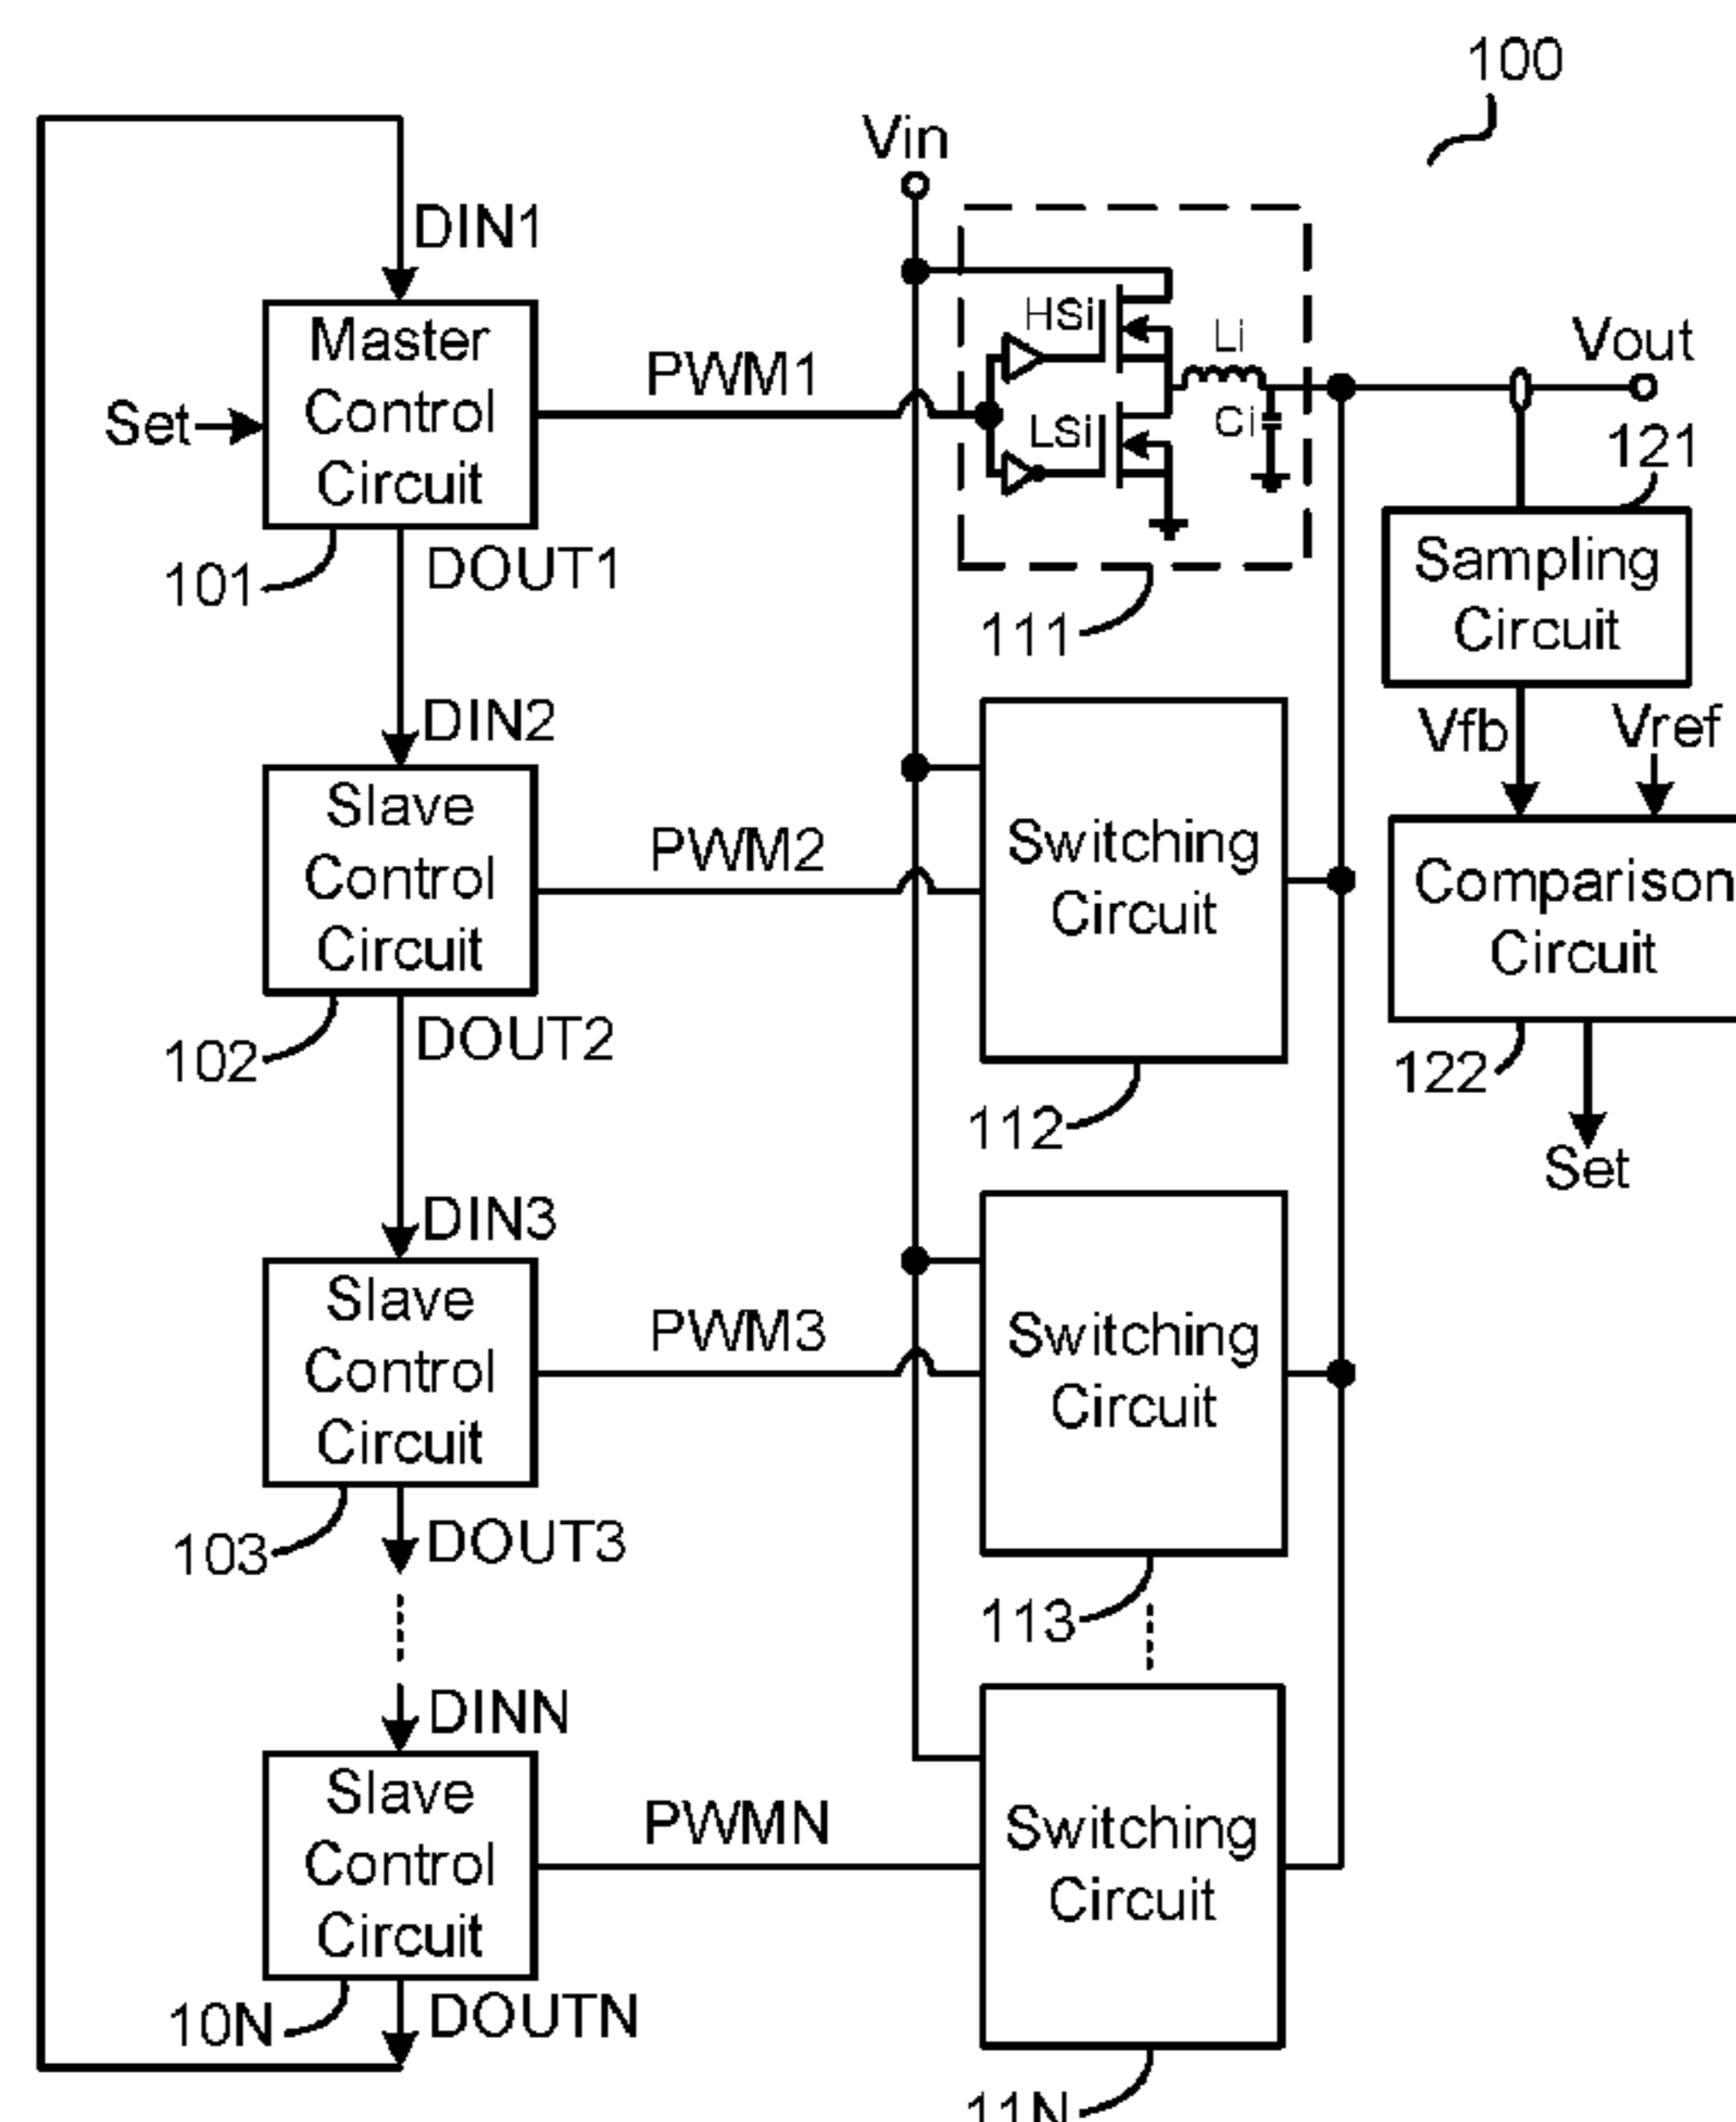 100
Vin
DIN1
Master
Control
Circuit
Set
PWM1
HSi
LSi
Li
Ci
Vout
121
101
DOUT1
111
Sampling
Circuit
Vfb
Vref
DIN2
Slave
Control
Circuit
PWM2
Switching
Circuit
Comparison
Circuit
102
DOUT2
112
122
Set
DIN3
Slave
Control
Circuit
PWM3
Switching
Circuit
103
DOUT3
113
DINN
Slave
Control
Circuit
PWMN
Switching
Circuit
10N
DOUTN
11N